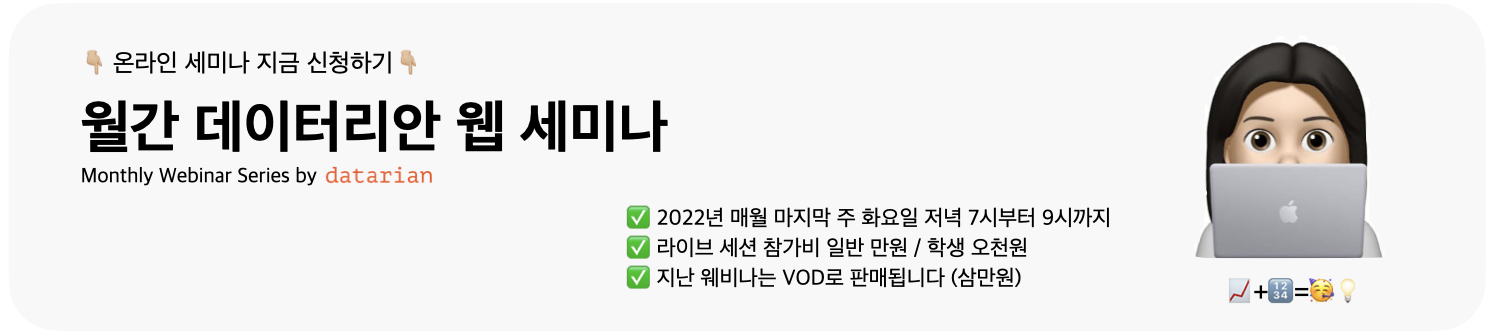 👇🏼 온라인 세미나 지금 신청하기 👇🏼
월간 데이터리안 웹 세미나
Monthly Webinar Series by datarian
✅ 2022년 매월 마지막 주 화요일 저녁 7시부터 9시까지
✅ 라이브 세션 참가비 일반 만원 / 학생 오천원
✅ 지난 웨비나는 VOD로 판매됩니다 (삼만원)
📈+🔢=🥳💡